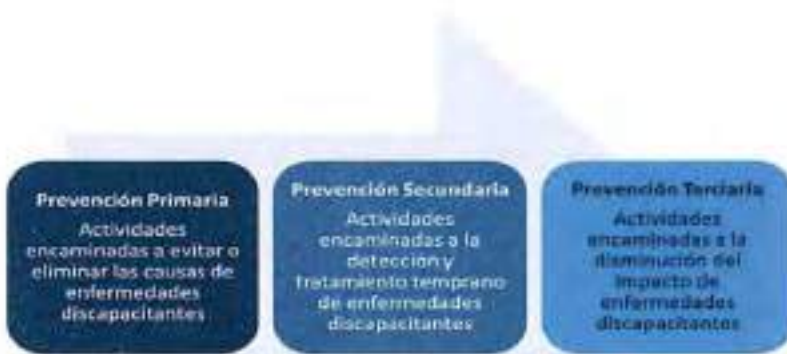 Prevención Primaria
Actividades
encaminadas a evitar o
eliminar las causas de
enfermedades
discapacitantes
Prevención Secundaria
Actividades
encaminadas a la
detección y
tratamiento temprano
de enfermedades
discapacitantes
Prevención Terciaria
Actividades
encaminadas a la
disminución del
impacto de
enfermedades
discapacitantes